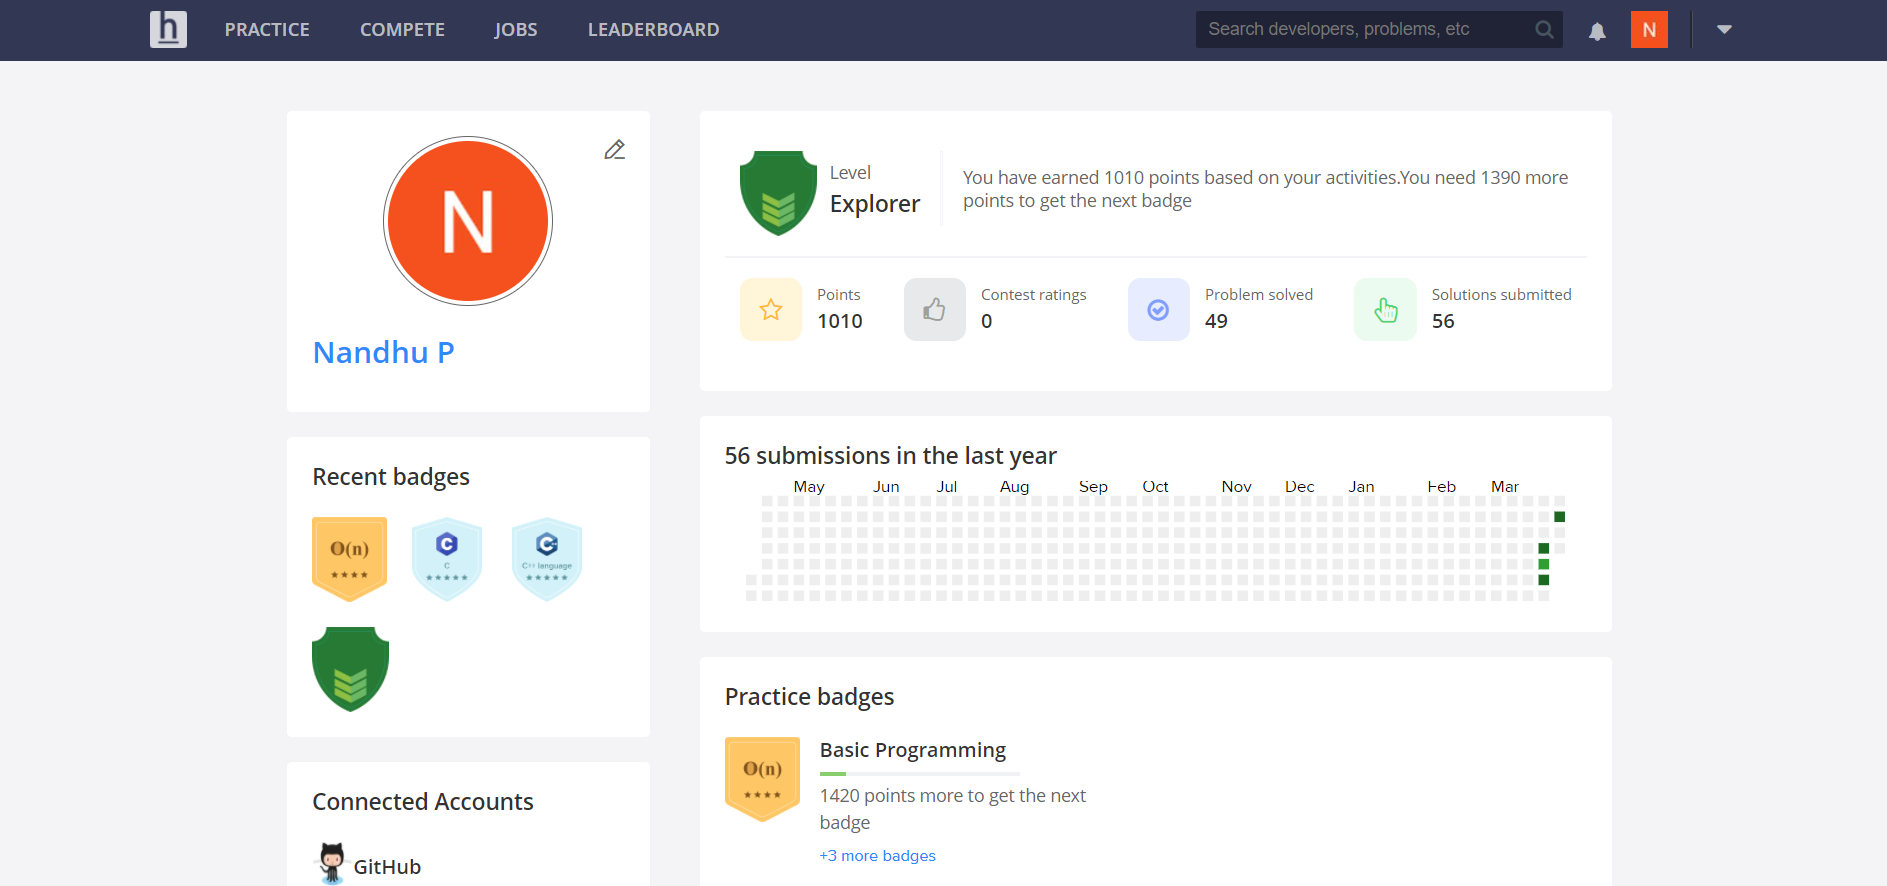 h
PRACTICE
COMPETE
JOBS
LEADERBOARD
Search developers, problems, etc
N
N
Nandhu P
Level
Explorer
You have earned 1010 points based on your activities.You need 1390 more
points to get the next badge
Points
1010
Contest ratings
0
Problem solved
49
Solutions submitted
56
Recent badges
O(n)
C
C
C++
C++ language
56 submissions in the last year
May Jun Jul Aug Sep Oct Nov Dec Jan Feb Mar
Practice badges
O(n)
Basic Programming
1420 points more to get the next
badge
+3 more badges
Connected Accounts
GitHub